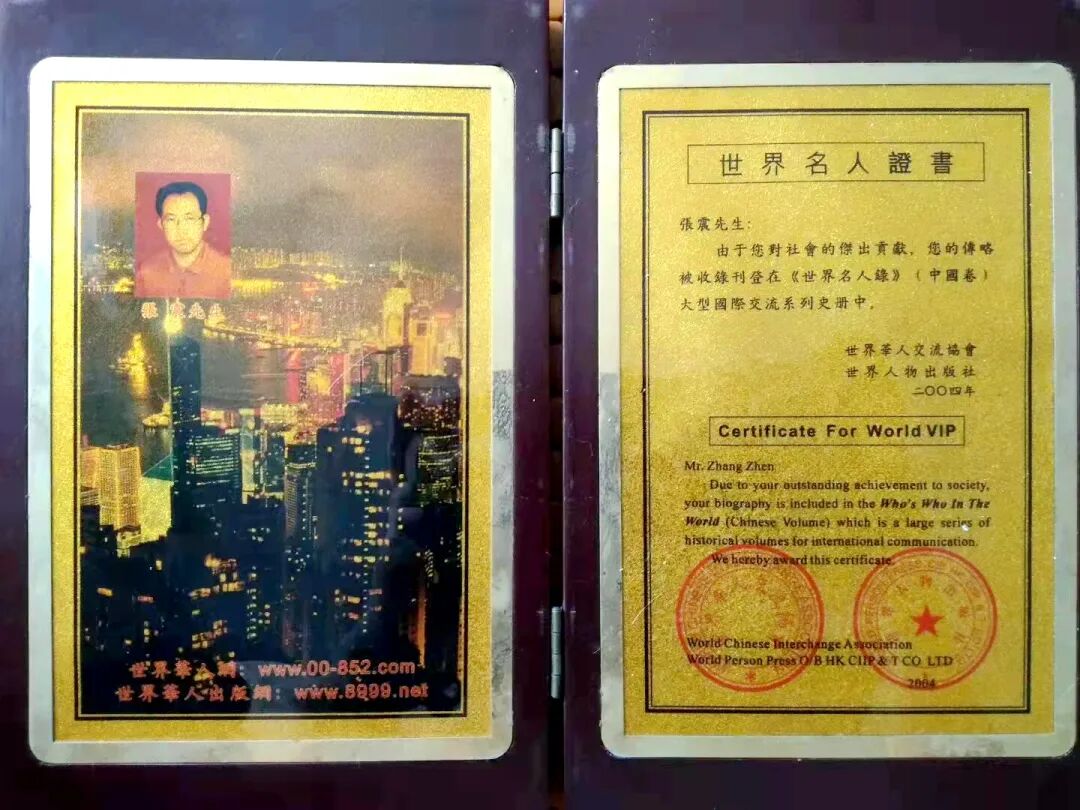 張震先生
世界華人網：www.00-852.com
世界華人出版網：www.8899.net
世界名人證書
張震先生：
由于您對社會的傑出貢獻，您的傳略
被收錄刊登在《世界名人錄》（中國卷）
大型國際交流系列史册中。
世界華人交流協會
世界人物出版社
二〇〇四年
Certificate For World VIP
Mr. Zhang Zhen
Due to your outstanding achievement to society,
your biography is included in the Who's Who In The
World (Chinese Volume) which is a large series of
historical volumes for international communication.
We hereby award this certificate.
World Chinese Interchange Association
World Person Press O/B HK CIIP & T CO LTD
2004